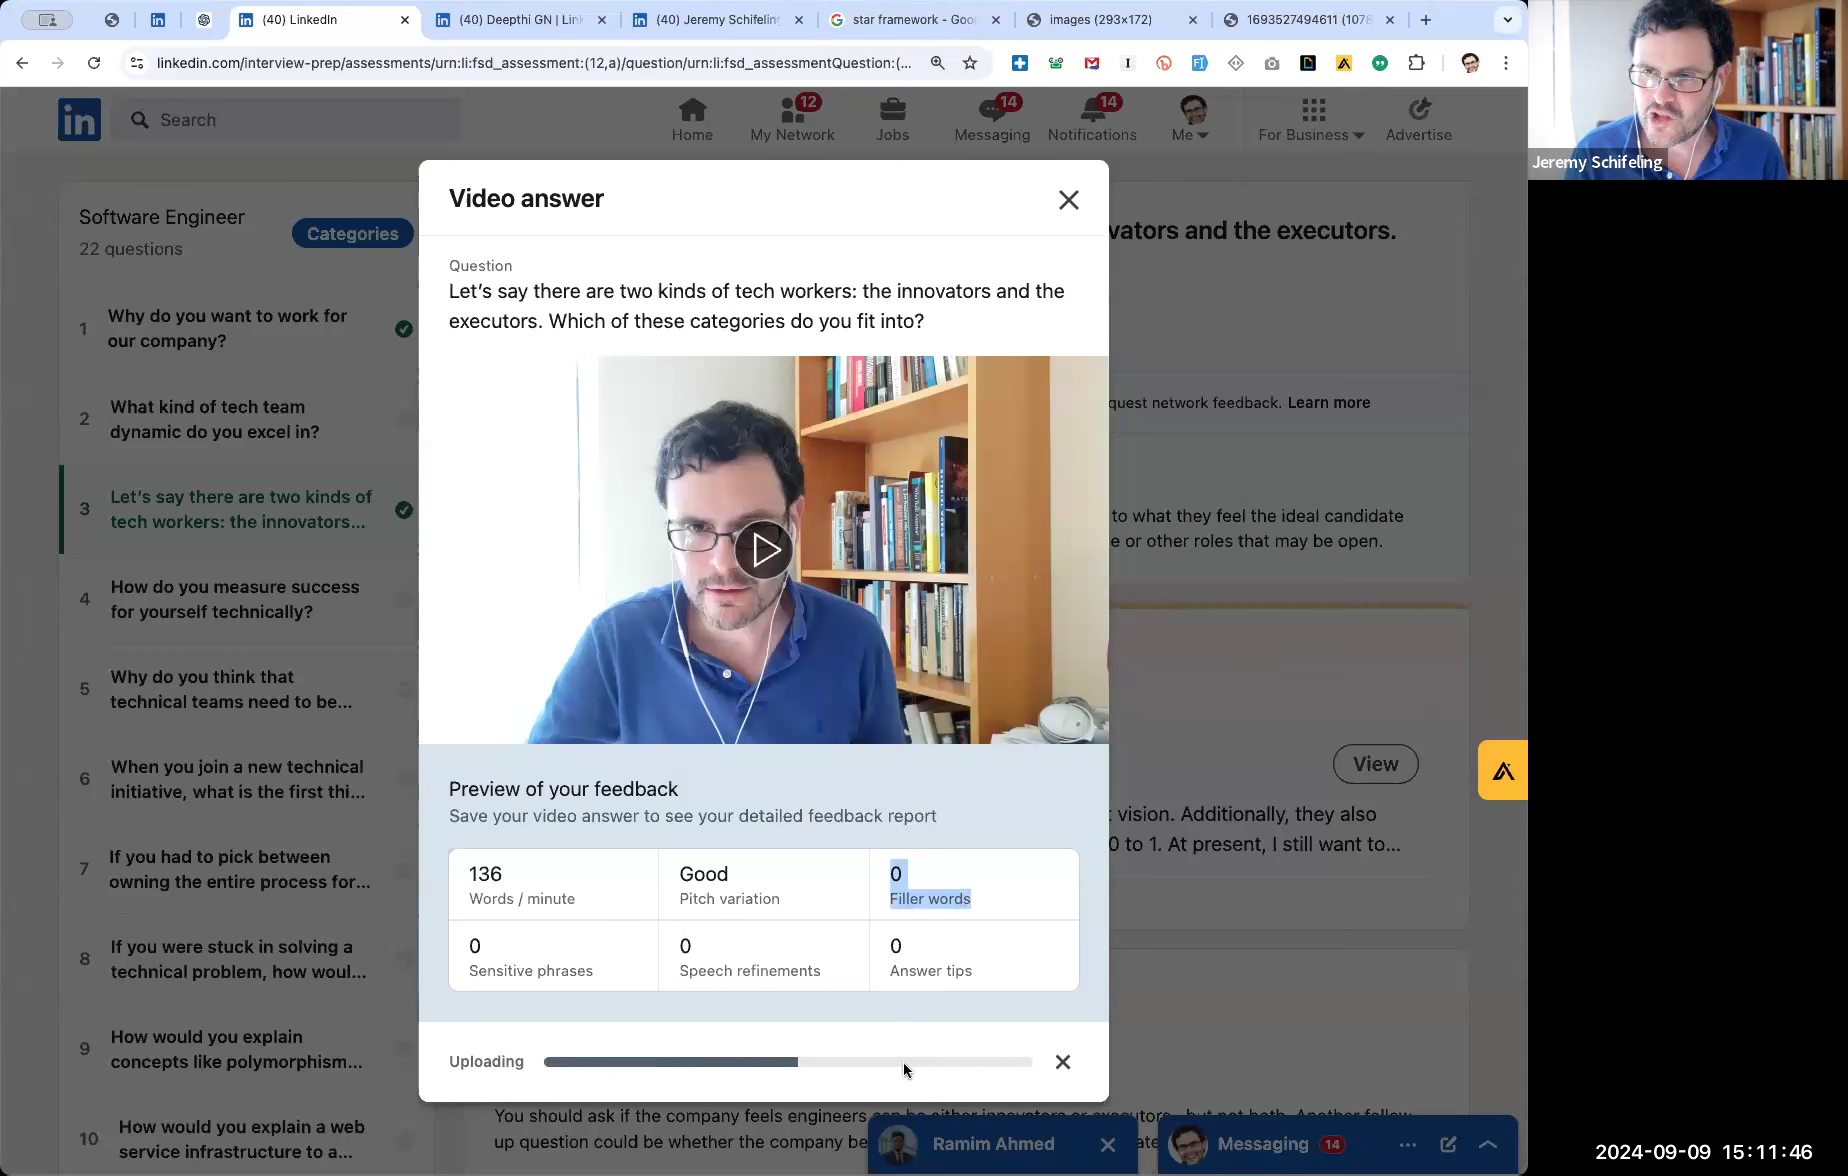 (40) LinkedIn
(40) Deepthi GN | Lin
(40) Jeremy Schifeling
star framework - Goo
images (293×172)
1693527494611 (1078
linkedin.com/interview-prep/assessments/urn:li:fsd_assessment:(12,a)/question/urn:li:fsd_assessmentQuestion:(...
Jeremy Schifeling
in
Search
Home
12
My Network
Jobs
14
Messaging
14
Notifications
Me
For Business
Advertise
Software Engineer
22 questions
Categories
1
Why do you want to work for
our company?
2
What kind of tech team
dynamic do you excel in?
3
Let's say there are two kinds of
tech workers: the innovators...
4
How do you measure success
for yourself technically?
5
Why do you think that
technical teams need to be...
6
When you join a new technical
initiative, what is the first thi...
7
If you had to pick between
owning the entire process for...
8
If you were stuck in solving a
technical problem, how woul...
9
How would you explain
concepts like polymorphism...
10
How would you explain a web
service infrastructure to a...
Video answer
Question
Let's say there are two kinds of tech workers: the innovators and the
executors. Which of these categories do you fit into?
Preview of your feedback
Save your video answer to see your detailed feedback report
136
Words / minute
Good
Pitch variation
0
Filler words
0
Sensitive phrases
0
Speech refinements
0
Answer tips
Uploading
vators and the executors.
quest network feedback. Learn more
to what they feel the ideal candidate
e or other roles that may be open.
View
t vision. Additionally, they also
0 to 1. At present, I still want to...
You should ask if the company feels engineers can be either innovators or executors, but not both. Another follow
up question could be whether the company be
Ramim Ahmed
Messaging
14
2024-09-09 15:11:46